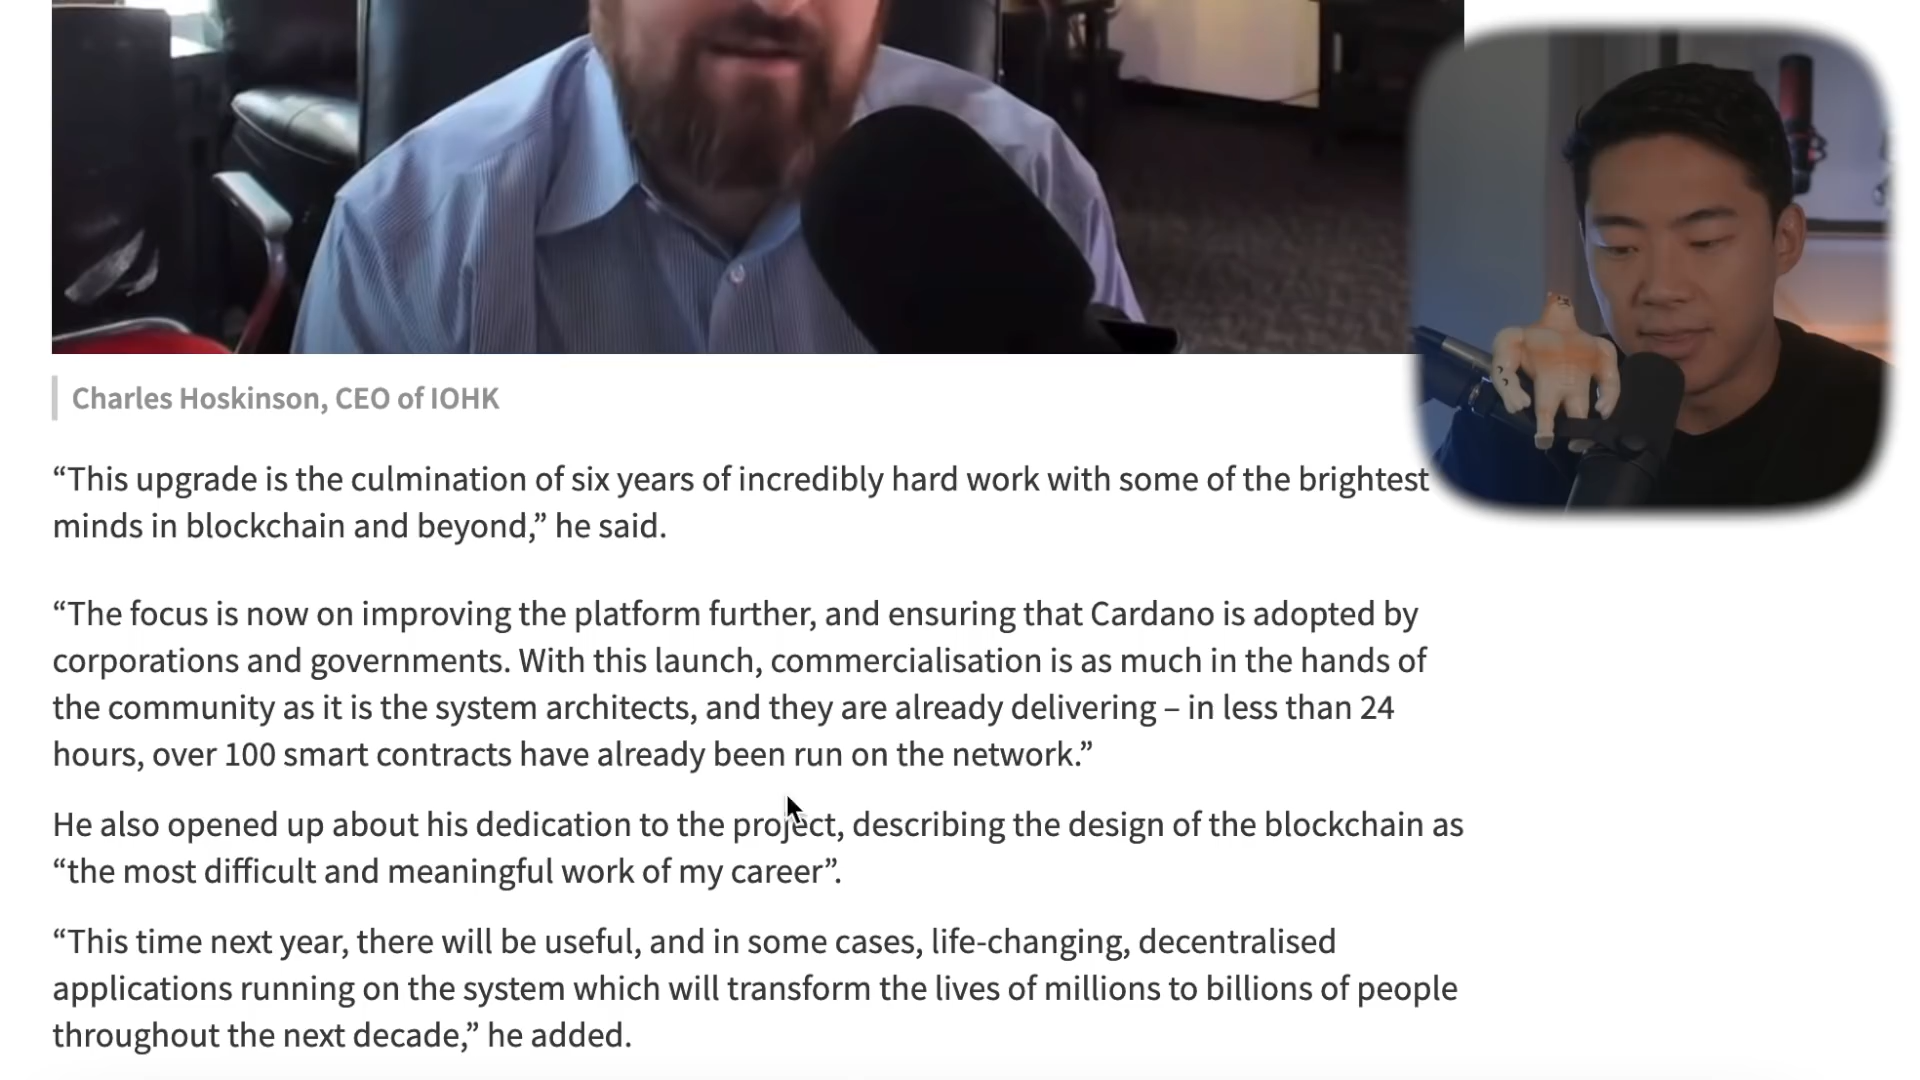 Charles Hoskinson, CEO of IOHK
“This upgrade is the culmination of six years of incredibly hard work with some of the brightest
minds in blockchain and beyond,” he said.
“The focus is now on improving the platform further, and ensuring that Cardano is adopted by
corporations and governments. With this launch, commercialisation is as much in the hands of
the community as it is the system architects, and they are already delivering – in less than 24
hours, over 100 smart contracts have already been run on the network.”
He also opened up about his dedication to the project, describing the design of the blockchain as
“the most difficult and meaningful work of my career”.
“This time next year, there will be useful, and in some cases, life-changing, decentralised
applications running on the system which will transform the lives of millions to billions of people
throughout the next decade,” he added.